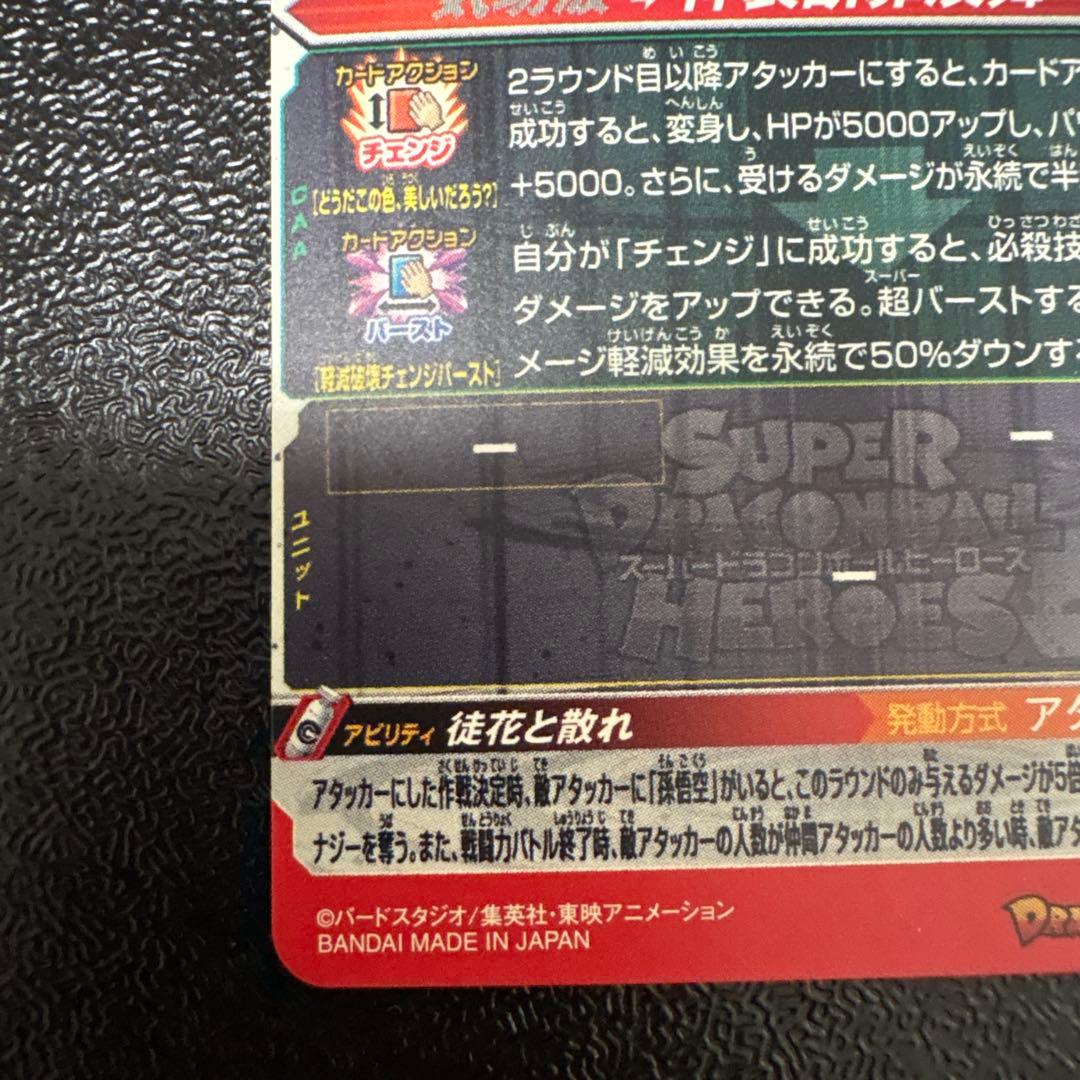 カードアクション
チェンジ
[どうだこの色、美しいだろう?]
2ラウンド目以降アタッカーにすると、カードア
成功すると、変身し、HPが5000アップし、パ
+5000。さらに、受けるダメージが永続で半
CAA
カードアクション
バースト
[軽減破壊チェンジバースト]
自分が「チェンジ」に成功すると、必殺技
ダメージをアップできる。超バーストする
メージ軽減効果を永続で50%ダウンす
ユニット
SUPER
DRAGONBALL
スーパードラゴンボールヒーローズ
HEROES
アビリティ 徒花と散れ
発動方式 アタ
アタッカーにした作戦決定時、敵アタッカーに「孫悟空」がいると、このラウンドのみ与えるダメージが5倍
ナジーを奪う。また、戦闘力バトル終了時、敵アタッカーの人数が仲間アタッカーの人数より多い時、敵アタ
©バードスタジオ/集英社・東映アニメーション
BANDAI MADE IN JAPAN